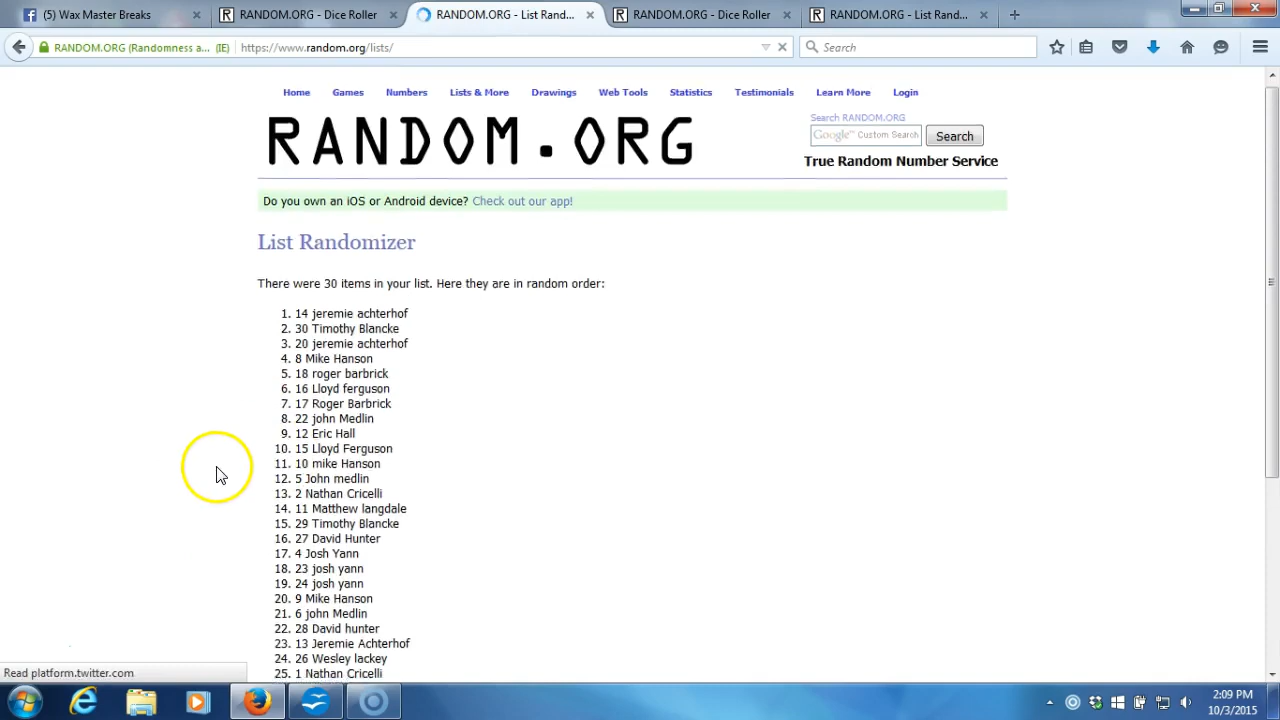 (5) Wax Master Breaks
RANDOM.ORG - Dice Roller
RANDOM.ORG - List Rand...
RANDOM.ORG - Dice Roller
RANDOM.ORG - List Rand...
RANDOM.ORG (Randomness a... (IE)
https://www.random.org/lists/
Search
Home Games Numbers Lists & More Drawings Web Tools Statistics Testimonials Learn More Login
RANDOM.ORG
Search RANDOM.ORG
Google™ Custom Search Search
True Random Number Service
Do you own an iOS or Android device? Check out our app!
List Randomizer
There were 30 items in your list. Here they are in random order:
1. 14 jeremie achterhof
2. 30 Timothy Blancke
3. 20 jeremie achterhof
4. 8 Mike Hanson
5. 18 roger barbrick
6. 16 Lloyd ferguson
7. 17 Roger Barbrick
8. 22 john Medlin
9. 12 Eric Hall
10. 15 Lloyd Ferguson
11. 10 mike Hanson
12. 5 John medlin
13. 2 Nathan Cricelli
14. 11 Matthew langdale
15. 29 Timothy Blancke
16. 27 David Hunter
17. 4 Josh Yann
18. 23 josh yann
19. 24 josh yann
20. 9 Mike Hanson
21. 6 john Medlin
22. 28 David hunter
23. 13 Jeremie Achterhof
24. 26 Wesley lackey
25. 1 Nathan Cricelli
Read platform.twitter.com
2:09 PM
10/3/2015